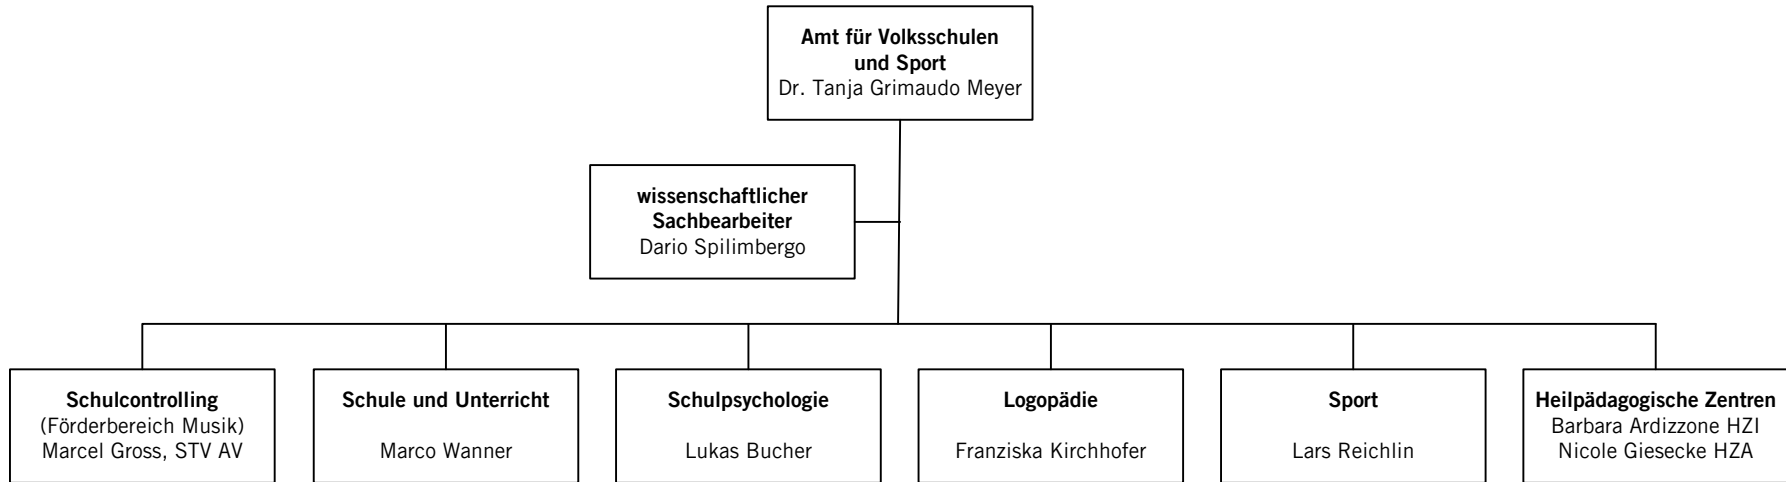 Amt für Volksschulen
und Sport
Dr. Tanja Grimaudo Meyer
wissenschaftlicher
Sachbearbeiter
Dario Spilimbergo
Schulcontrolling
(Förderbereich Musik)
Marcel Gross, STV AV
Schule und Unterricht
Marco Wanner
Schulpsychologie
Lukas Bucher
Logopädie
Franziska Kirchhofer
Sport
Lars Reichlin
Heilpädagogische Zentren
Barbara Ardizzone HZI
Nicole Giesecke HZA